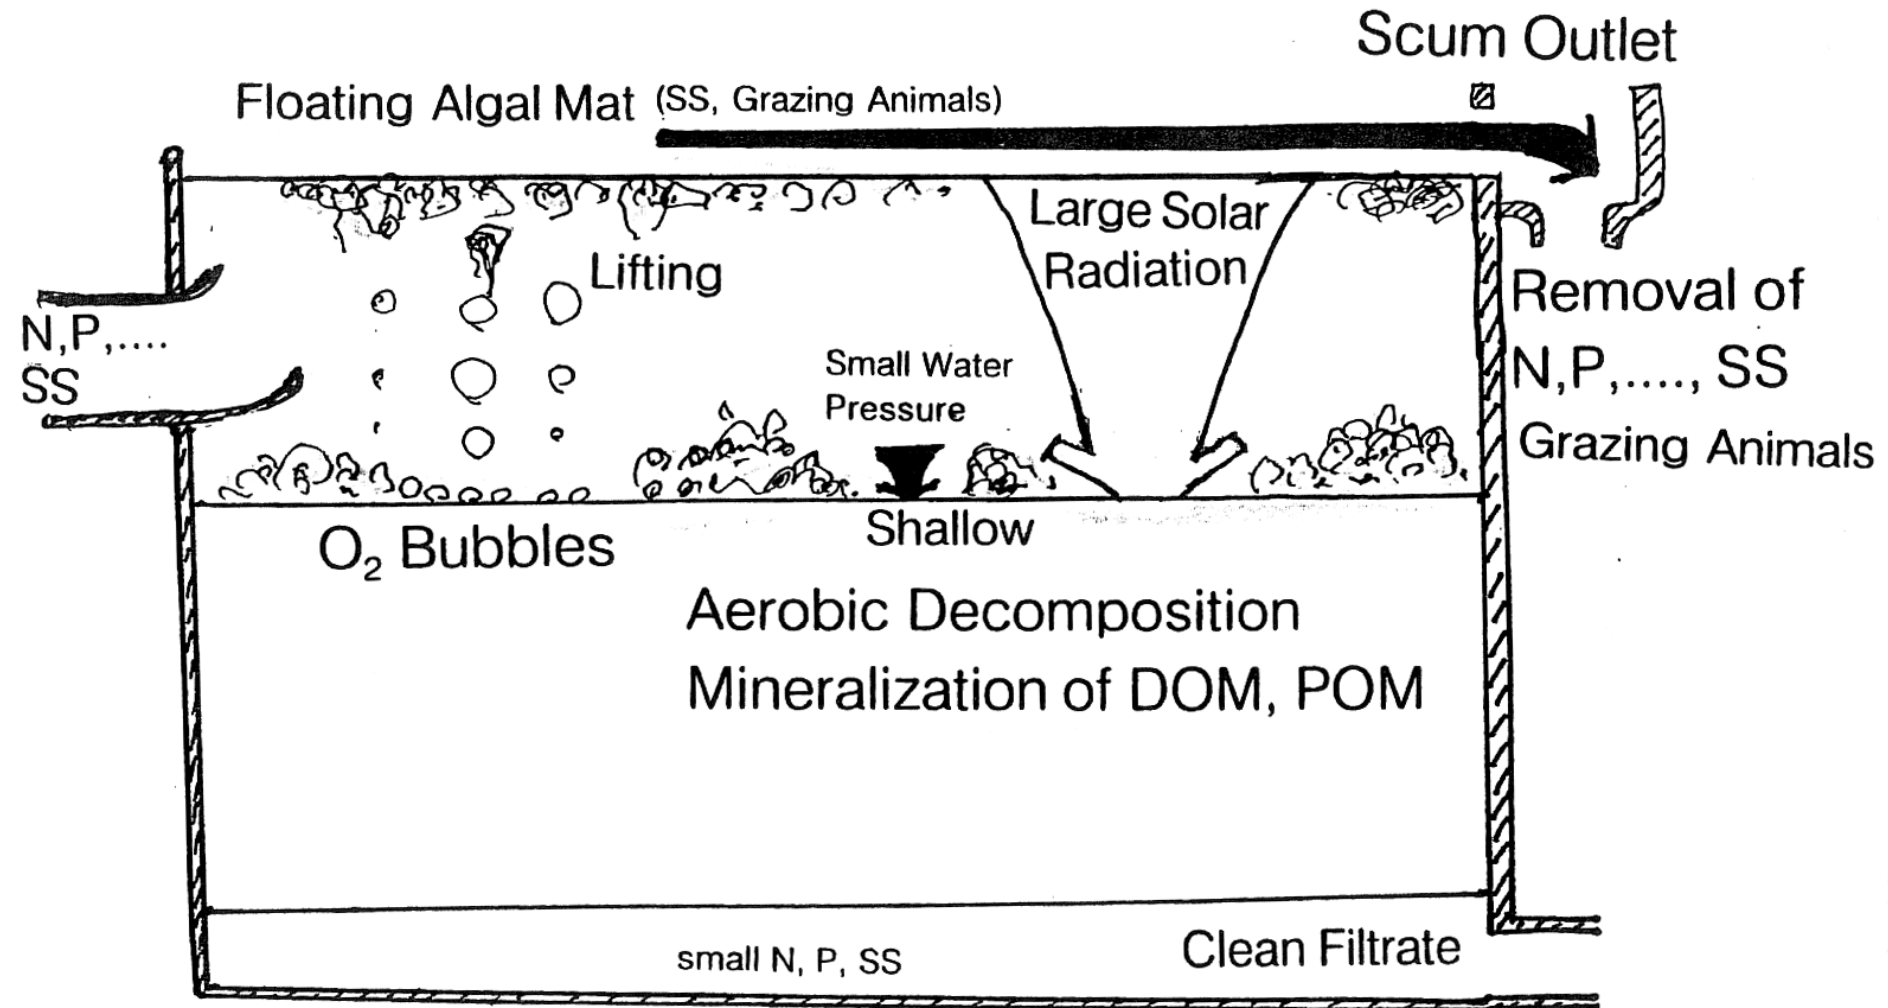 Scum Outlet
Floating Algal Mat (SS, Grazing Animals)
Large Solar
Radiation
Lifting
N,P,....
SS
Small Water
Pressure
Removal of
N,P,...., SS
Grazing Animals
O₂ Bubbles
Shallow
Aerobic Decomposition
Mineralization of DOM, POM
small N, P, SS
Clean Filtrate